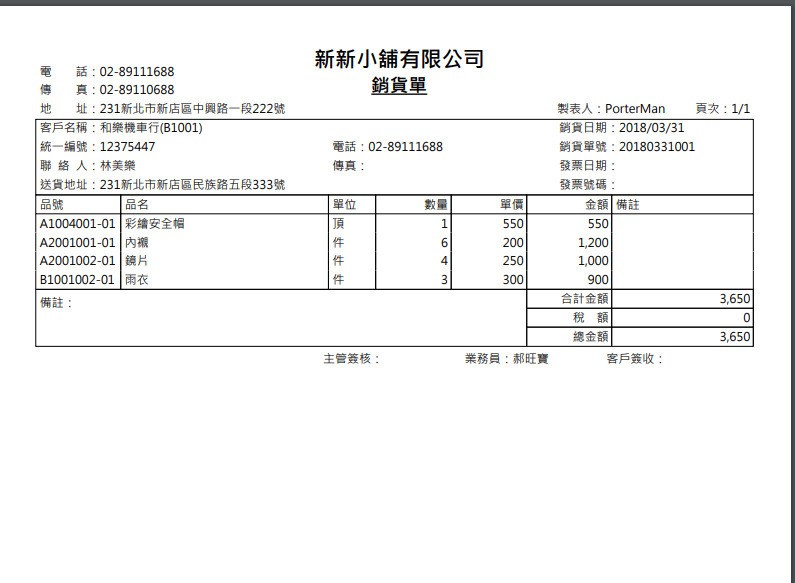 新新小舖有限公司
銷貨單
電 話：02-89111688
傳 真：02-89110688
地 址：231新北市新店區中興路一段222號 製表人：PorterMan 頁次：1/1
客戶名稱：和樂機車行(B1001) 銷貨日期：2018/03/31
統一編號：12375447 電話：02-89111688 銷貨單號：20180331001
聯 絡 人：林美樂 傳真： 發票日期：
送貨地址：231新北市新店區民族路五段333號 發票號碼：
品號 品名 單位 數量 單價 金額 備註
A1004001-01 彩繪安全帽 頂 1 550 550
A2001001-01 內襯 件 6 200 1,200
A2001002-01 鏡片 件 4 250 1,000
B1001002-01 雨衣 件 3 300 900
備註： 合計金額 3,650
稅 額 0
總金額 3,650
主管簽核： 業務員：郝旺寶 客戶簽收：